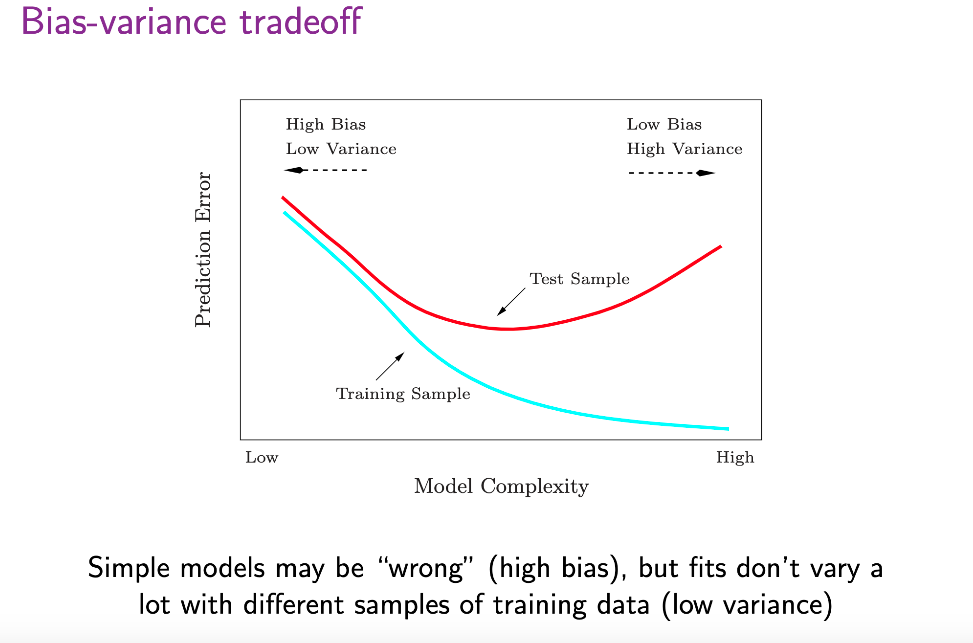 Bias-variance tradeoff
High Bias
Low Variance
Low Bias
High Variance
Prediction Error
Test Sample
Training Sample
Low
High
Model Complexity
Simple models may be “wrong” (high bias), but fits don’t vary a
lot with different samples of training data (low variance)